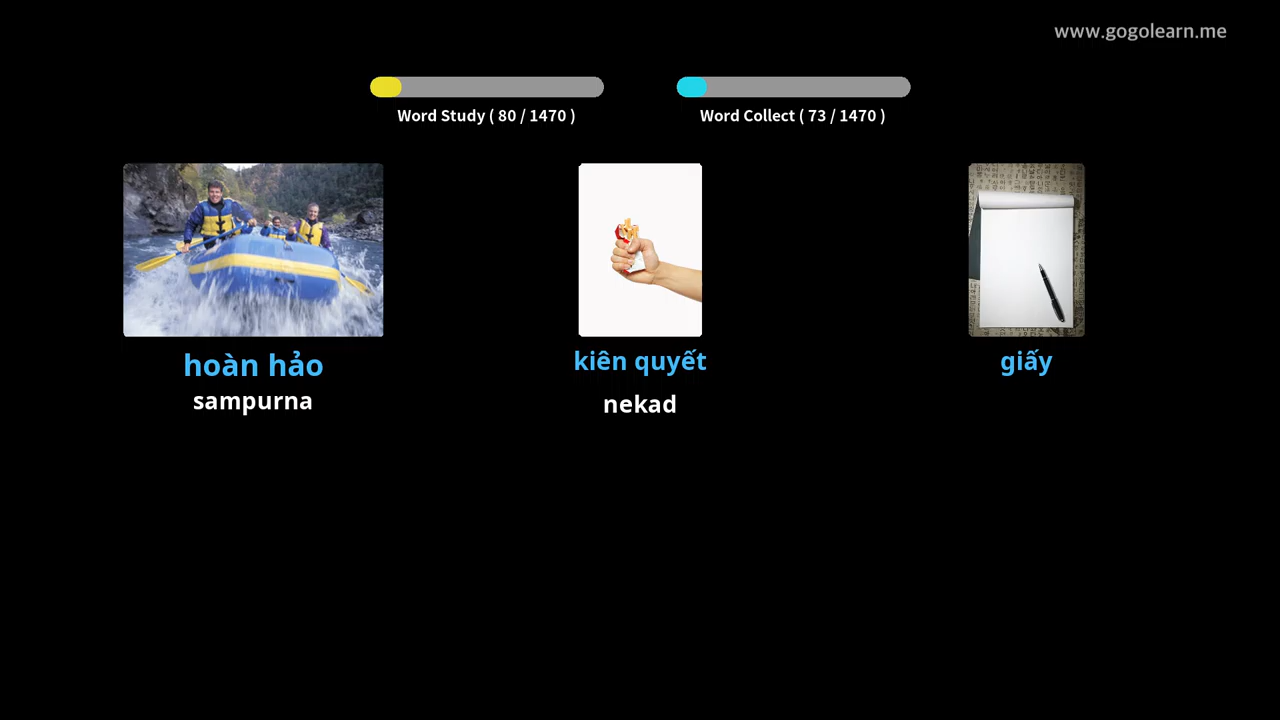 www.gogolearn.me
Word Study ( 80 / 1470 )
Word Collect ( 73 / 1470 )
hoàn hảo
sampurna
kiên quyết
nekad
giấy